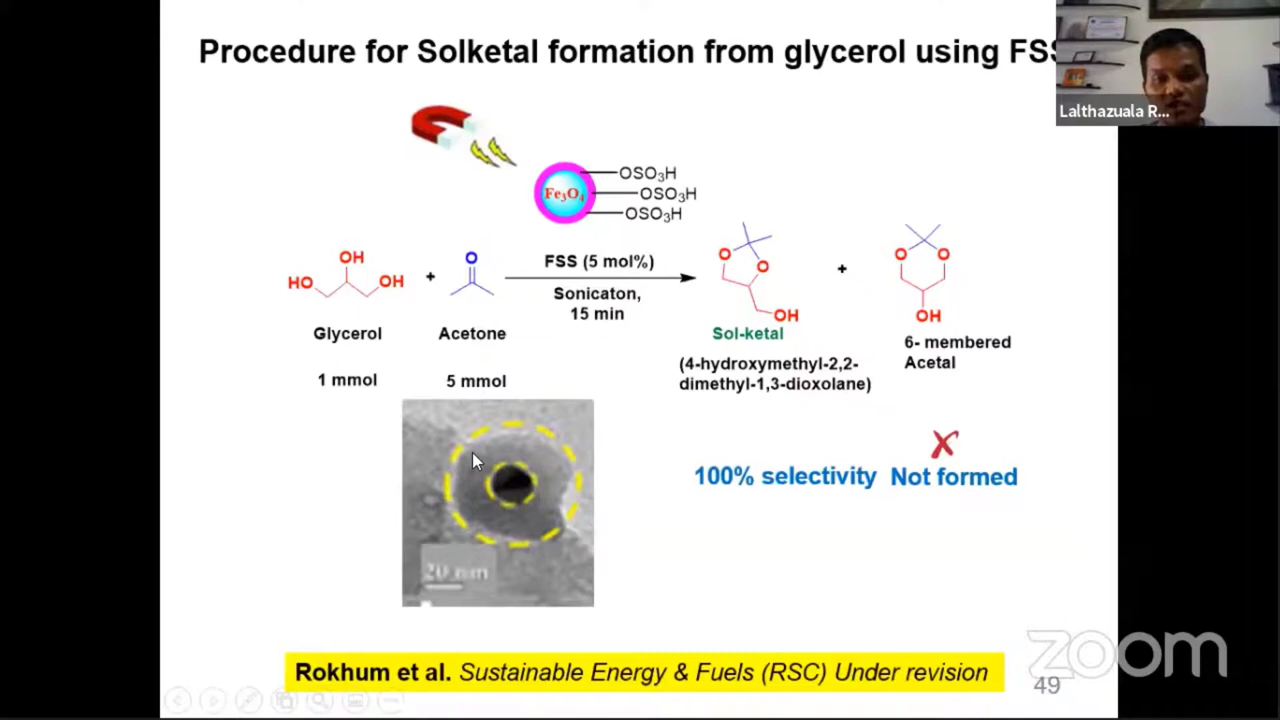 Procedure for Solketal formation from glycerol using FSS
Lalthazuala R...
OSO3H
Fe3O4
OSO3H
OSO3H
OH
HO
OH
+
O
FSS (5 mol%)
Sonicaton,
15 min
O
O
OH
+
O
O
OH
Glycerol
Acetone
Sol-ketal
6- membered
Acetal
(4-hydroxymethyl-2,2-
dimethyl-1,3-dioxolane)
1 mmol
5 mmol
100% selectivity
Not formed
20 nm
Rokhum et al. Sustainable Energy & Fuels (RSC) Under revision
zoom
49